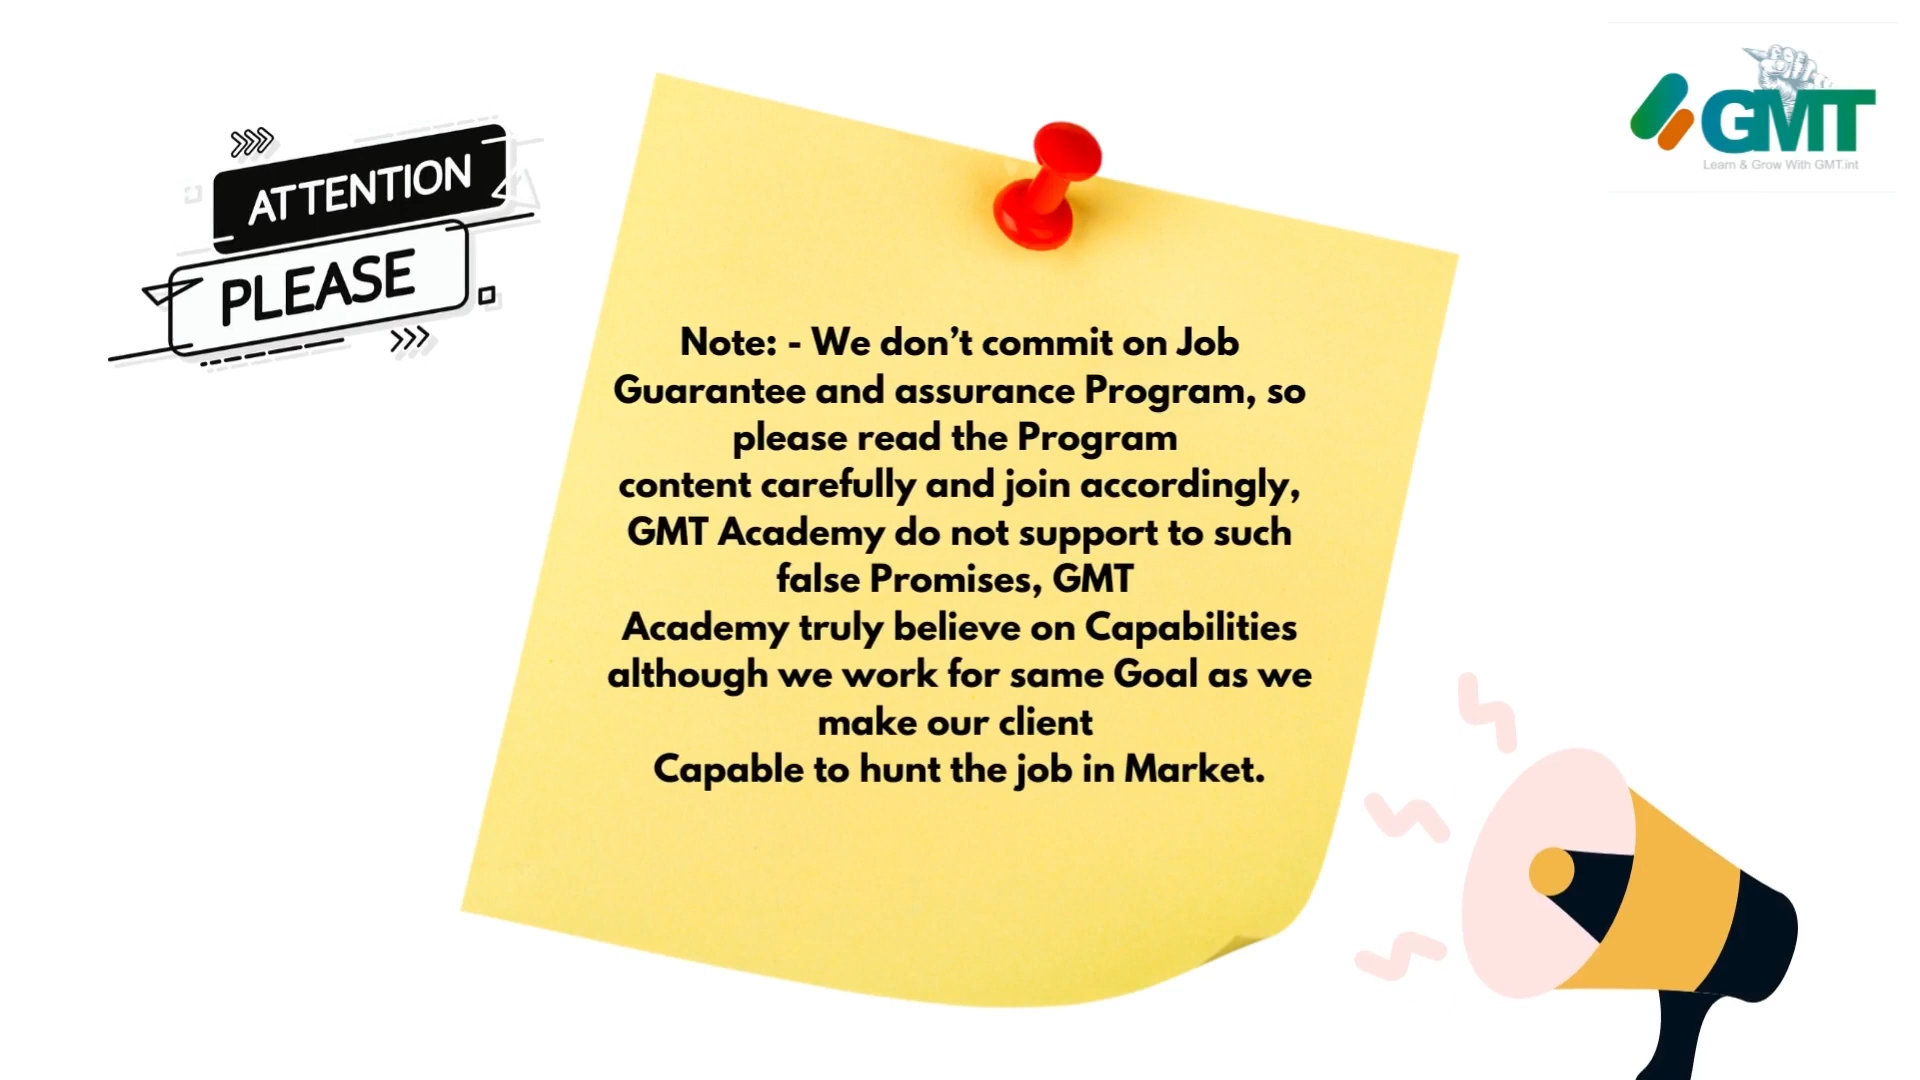 ATTENTION
PLEASE
GMT
Learn & Grow With GMT.int
Note: - We don’t commit on Job
Guarantee and assurance Program, so
please read the Program
content carefully and join accordingly,
GMT Academy do not support to such
false Promises, GMT
Academy truly believe on Capabilities
although we work for same Goal as we
make our client
Capable to hunt the job in Market.